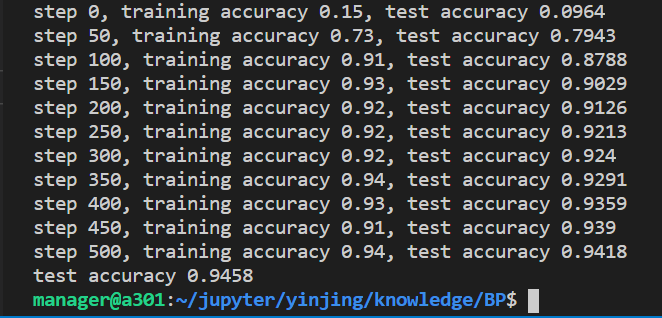 step 0, training accuracy 0.15, test accuracy 0.0964
step 50, training accuracy 0.73, test accuracy 0.7943
step 100, training accuracy 0.91, test accuracy 0.8788
step 150, training accuracy 0.93, test accuracy 0.9029
step 200, training accuracy 0.92, test accuracy 0.9126
step 250, training accuracy 0.92, test accuracy 0.9213
step 300, training accuracy 0.92, test accuracy 0.924
step 350, training accuracy 0.94, test accuracy 0.9291
step 400, training accuracy 0.93, test accuracy 0.9359
step 450, training accuracy 0.91, test accuracy 0.939
step 500, training accuracy 0.94, test accuracy 0.9418
test accuracy 0.9458
manager@a301:~/jupyter/yinjing/knowledge/BP$